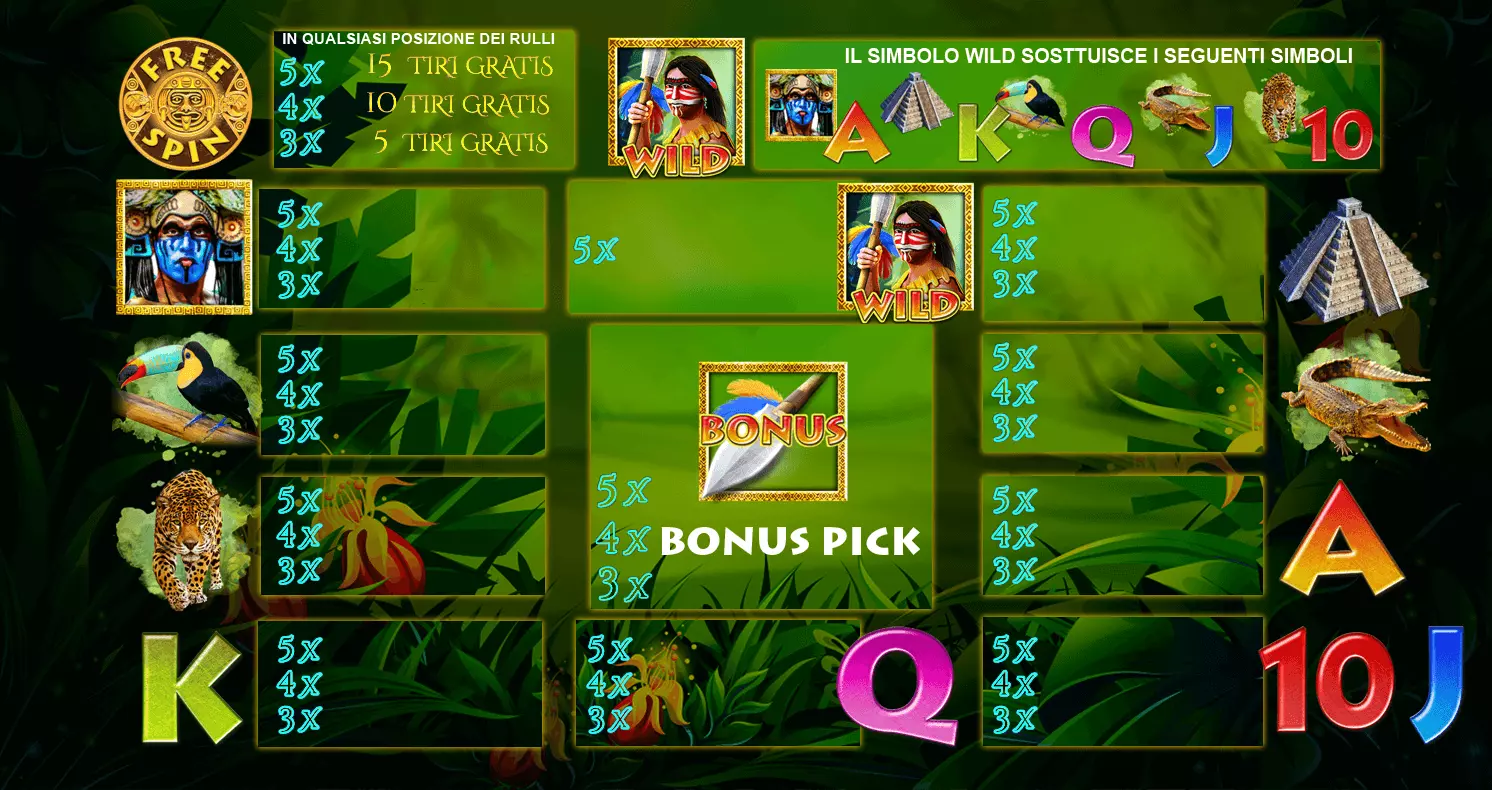 FREE SPIN
IN QUALSIASI POSIZIONE DEI RULLI
5X 15 TIRI GRATIS
4X 10 TIRI GRATIS
3X 5 TIRI GRATIS
WILD
IL SIMBOLO WILD SOSTTUISCE I SEGUENTI SIMBOLI
A K Q J 10
5X
4X
3X
5X
WILD
5X
4X
3X
5X
4X
3X
BONUS
5X
4X BONUS PICK
3X
5X
4X
3X
5X
4X
3X
5X
4X
3X
A
K
5X
4X
3X
5X
4X
3X
Q
5X
4X
3X
10 J